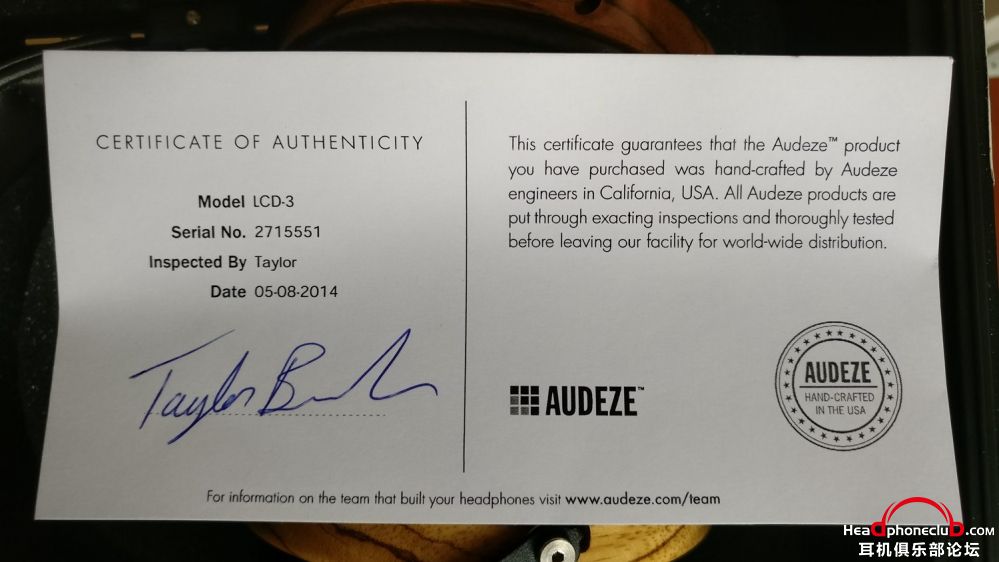 CERTIFICATE OF AUTHENTICITY
Model LCD-3
Serial No. 2715551
Inspected By Taylor
Date 05-08-2014
Taylor
This certificate guarantees that the Audeze™ product
you have purchased was hand-crafted by Audeze
engineers in California, USA. All Audeze products are
put through exacting inspections and thoroughly tested
before leaving our facility for world-wide distribution.
AUDEZE™
AUDEZE
HAND-CRAFTED
IN THE USA
For information on the team that built your headphones visit www.audeze.com/team
Headphoneclub.com
耳机俱乐部论坛